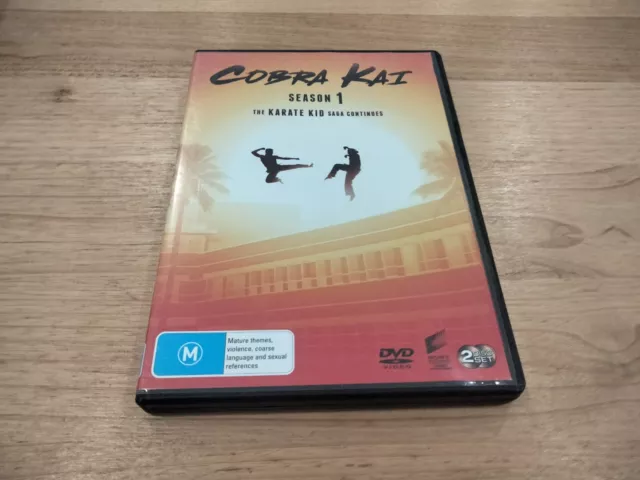 COBRA KAI
SEASON 1
THE KARATE KID SAGA CONTINUES
M
Mature themes,
violence, coarse
language and sexual
references
DVD
VIDEO
2
SET